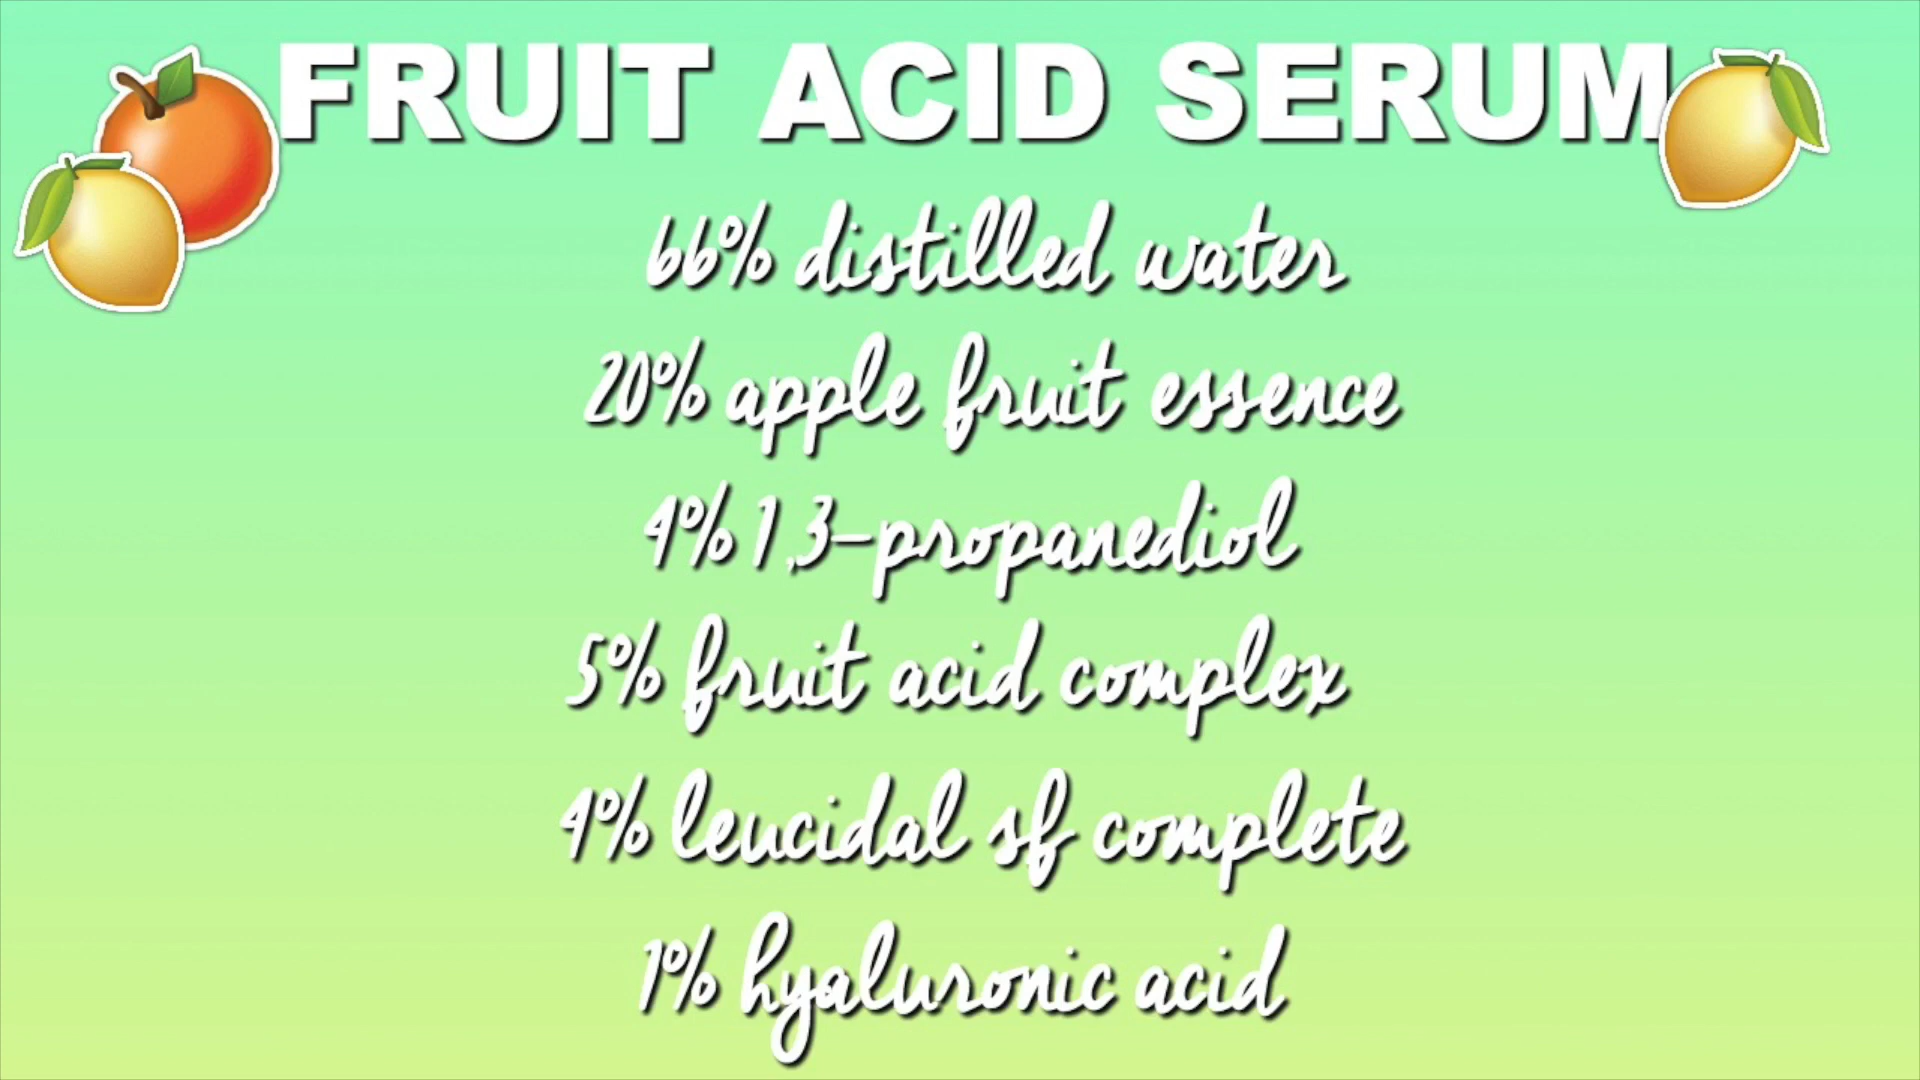 FRUIT ACID SERUM
66% distilled water
20% apple fruit essence
4% 1,3-propanediol
5% fruit acid complex
4% leucidal sf complete
1% hyaluronic acid